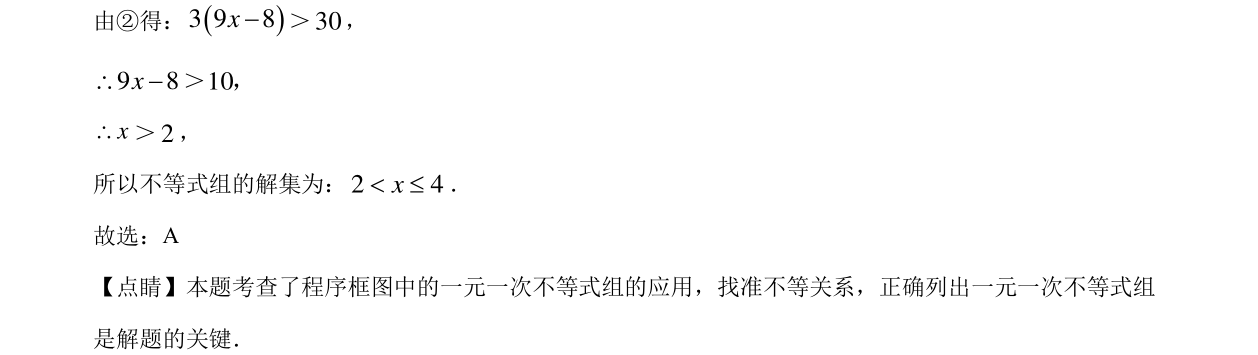 由②得：3(9x−8)＞30，
∴9x−8＞10,
∴x＞2，
所以不等式组的解集为：2<x≤4．
故选：A
【点睛】本题考查了程序框图中的一元一次不等式组的应用，找准不等关系，正确列出一元一次不等式组
是解题的关键．